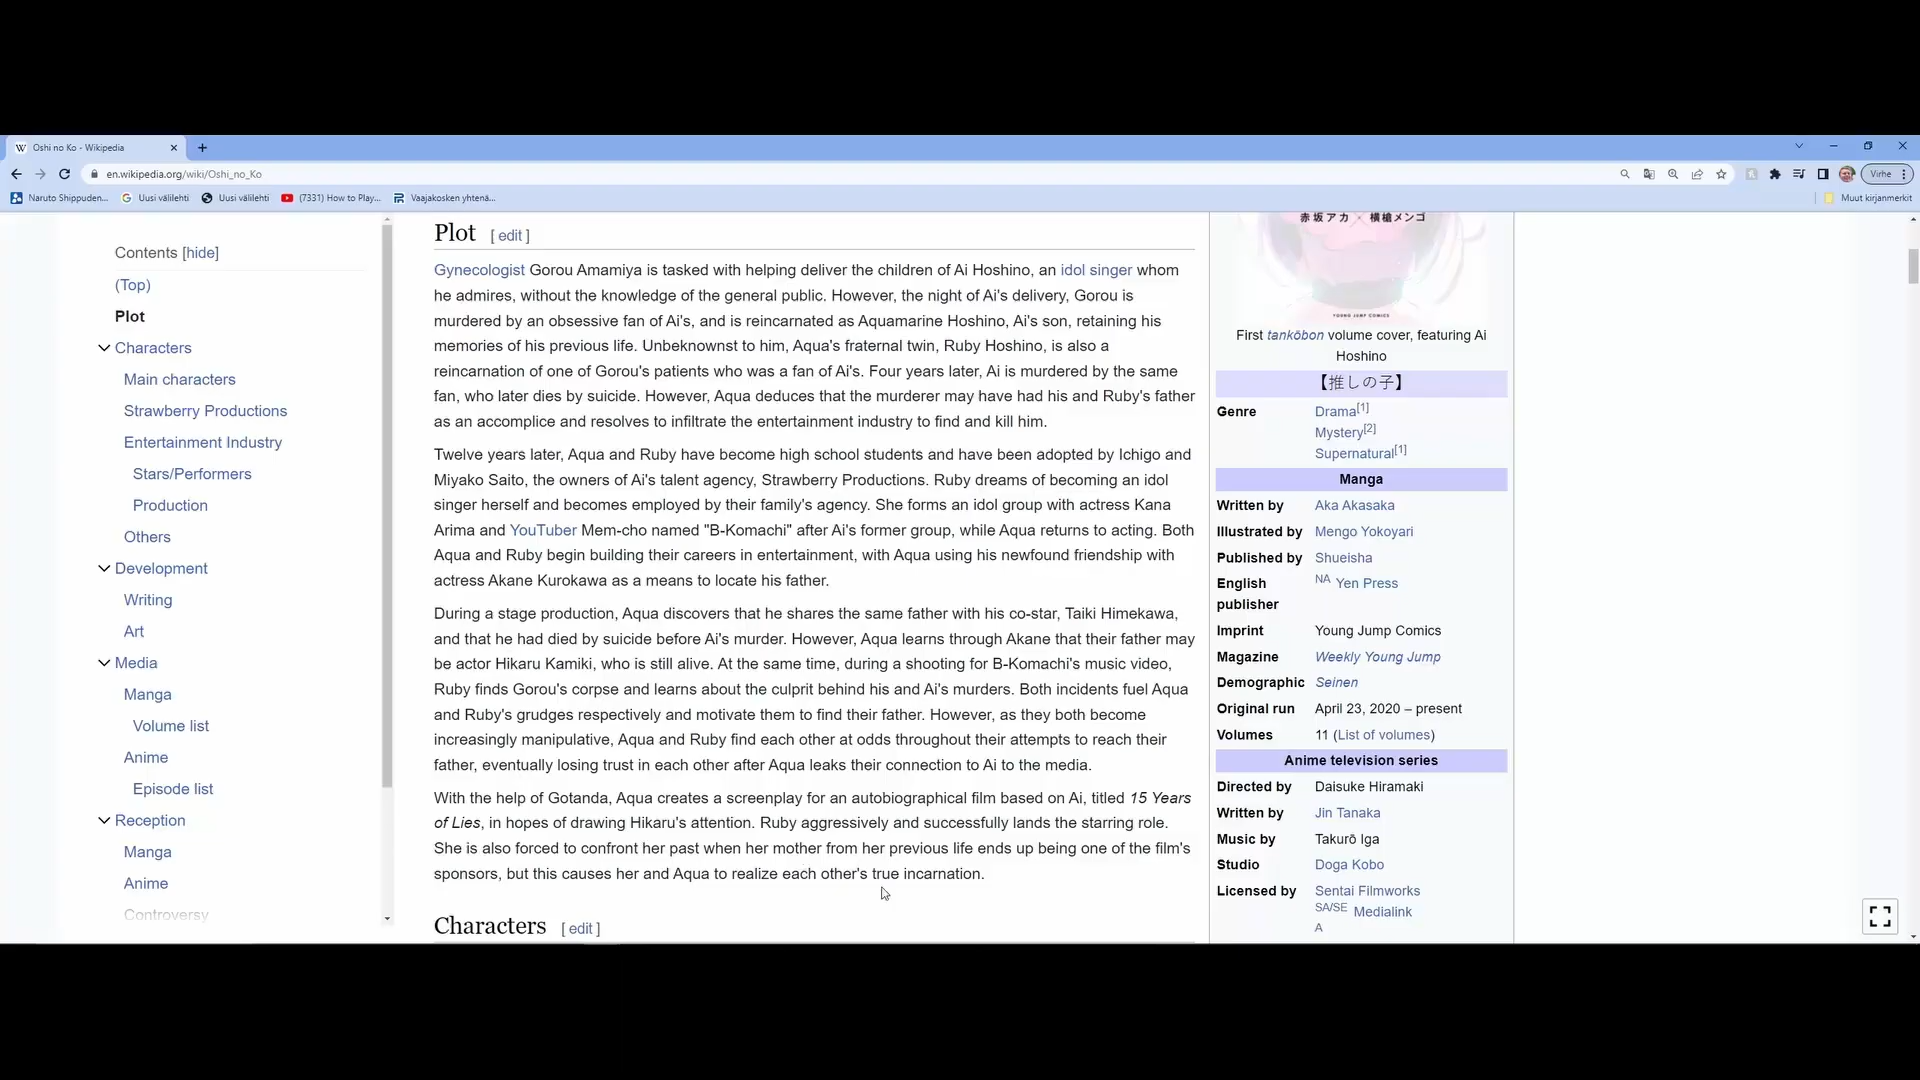 Oshi no Ko - Wikipedia
en.wikipedia.org/wiki/Oshi_no_Ko
Virhe
Naruto Shippuden...
Uusi välilehti
Uusi välilehti
(7331) How to Play...
Vaajakosken yhtenä...
Muut kirjanmerkit
Contents [hide]
(Top)
Plot
Characters
Main characters
Strawberry Productions
Entertainment Industry
Stars/Performers
Production
Others
Development
Writing
Art
Media
Manga
Volume list
Anime
Episode list
Reception
Manga
Anime
Controversy
Plot [ edit ]
Gynecologist Gorou Amamiya is tasked with helping deliver the children of Ai Hoshino, an idol singer whom
he admires, without the knowledge of the general public. However, the night of Ai's delivery, Gorou is
murdered by an obsessive fan of Ai's, and is reincarnated as Aquamarine Hoshino, Ai's son, retaining his
memories of his previous life. Unbeknownst to him, Aqua's fraternal twin, Ruby Hoshino, is also a
reincarnation of one of Gorou's patients who was a fan of Ai's. Four years later, Ai is murdered by the same
fan, who later dies by suicide. However, Aqua deduces that the murderer may have had his and Ruby's father
as an accomplice and resolves to infiltrate the entertainment industry to find and kill him.
Twelve years later, Aqua and Ruby have become high school students and have been adopted by Ichigo and
Miyako Saito, the owners of Ai's talent agency, Strawberry Productions. Ruby dreams of becoming an idol
singer herself and becomes employed by their family's agency. She forms an idol group with actress Kana
Arima and YouTuber Mem-cho named "B-Komachi" after Ai's former group, while Aqua returns to acting. Both
Aqua and Ruby begin building their careers in entertainment, with Aqua using his newfound friendship with
actress Akane Kurokawa as a means to locate his father.
During a stage production, Aqua discovers that he shares the same father with his co-star, Taiki Himekawa,
and that he had died by suicide before Ai's murder. However, Aqua learns through Akane that their father may
be actor Hikaru Kamiki, who is still alive. At the same time, during a shooting for B-Komachi's music video,
Ruby finds Gorou's corpse and learns about the culprit behind his and Ai's murders. Both incidents fuel Aqua
and Ruby's grudges respectively and motivate them to find their father. However, as they both become
increasingly manipulative, Aqua and Ruby find each other at odds throughout their attempts to reach their
father, eventually losing trust in each other after Aqua leaks their connection to Ai to the media.
With the help of Gotanda, Aqua creates a screenplay for an autobiographical film based on Ai, titled 15 Years
of Lies, in hopes of drawing Hikaru's attention. Ruby aggressively and successfully lands the starring role.
She is also forced to confront her past when her mother from her previous life ends up being one of the film's
sponsors, but this causes her and Aqua to realize each other's true incarnation.
Characters [ edit ]
赤坂アカ×横槍メンゴ
YOUNG JUMP COMICS
First tankōbon volume cover, featuring Ai
Hoshino
【推しの子】
Genre Drama[1]
Mystery[2]
Supernatural[1]
Manga
Written by Aka Akasaka
Illustrated by Mengo Yokoyari
Published by Shueisha
English publisher NA Yen Press
Imprint Young Jump Comics
Magazine Weekly Young Jump
Demographic Seinen
Original run April 23, 2020 – present
Volumes 11 (List of volumes)
Anime television series
Directed by Daisuke Hiramaki
Written by Jin Tanaka
Music by Takurō Iga
Studio Doga Kobo
Licensed by Sentai Filmworks
SA/SE Medialink
A